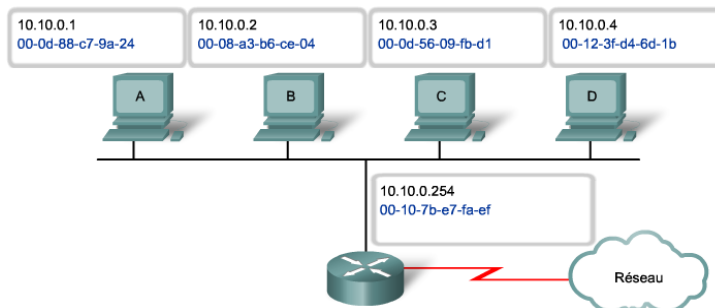 10.10.0.1
00-0d-88-c7-9a-24
10.10.0.2
00-08-a3-b6-ce-04
10.10.0.3
00-0d-56-09-fb-d1
10.10.0.4
00-12-3f-d4-6d-1b
A
B
C
D
10.10.0.254
00-10-7b-e7-fa-ef
Réseau